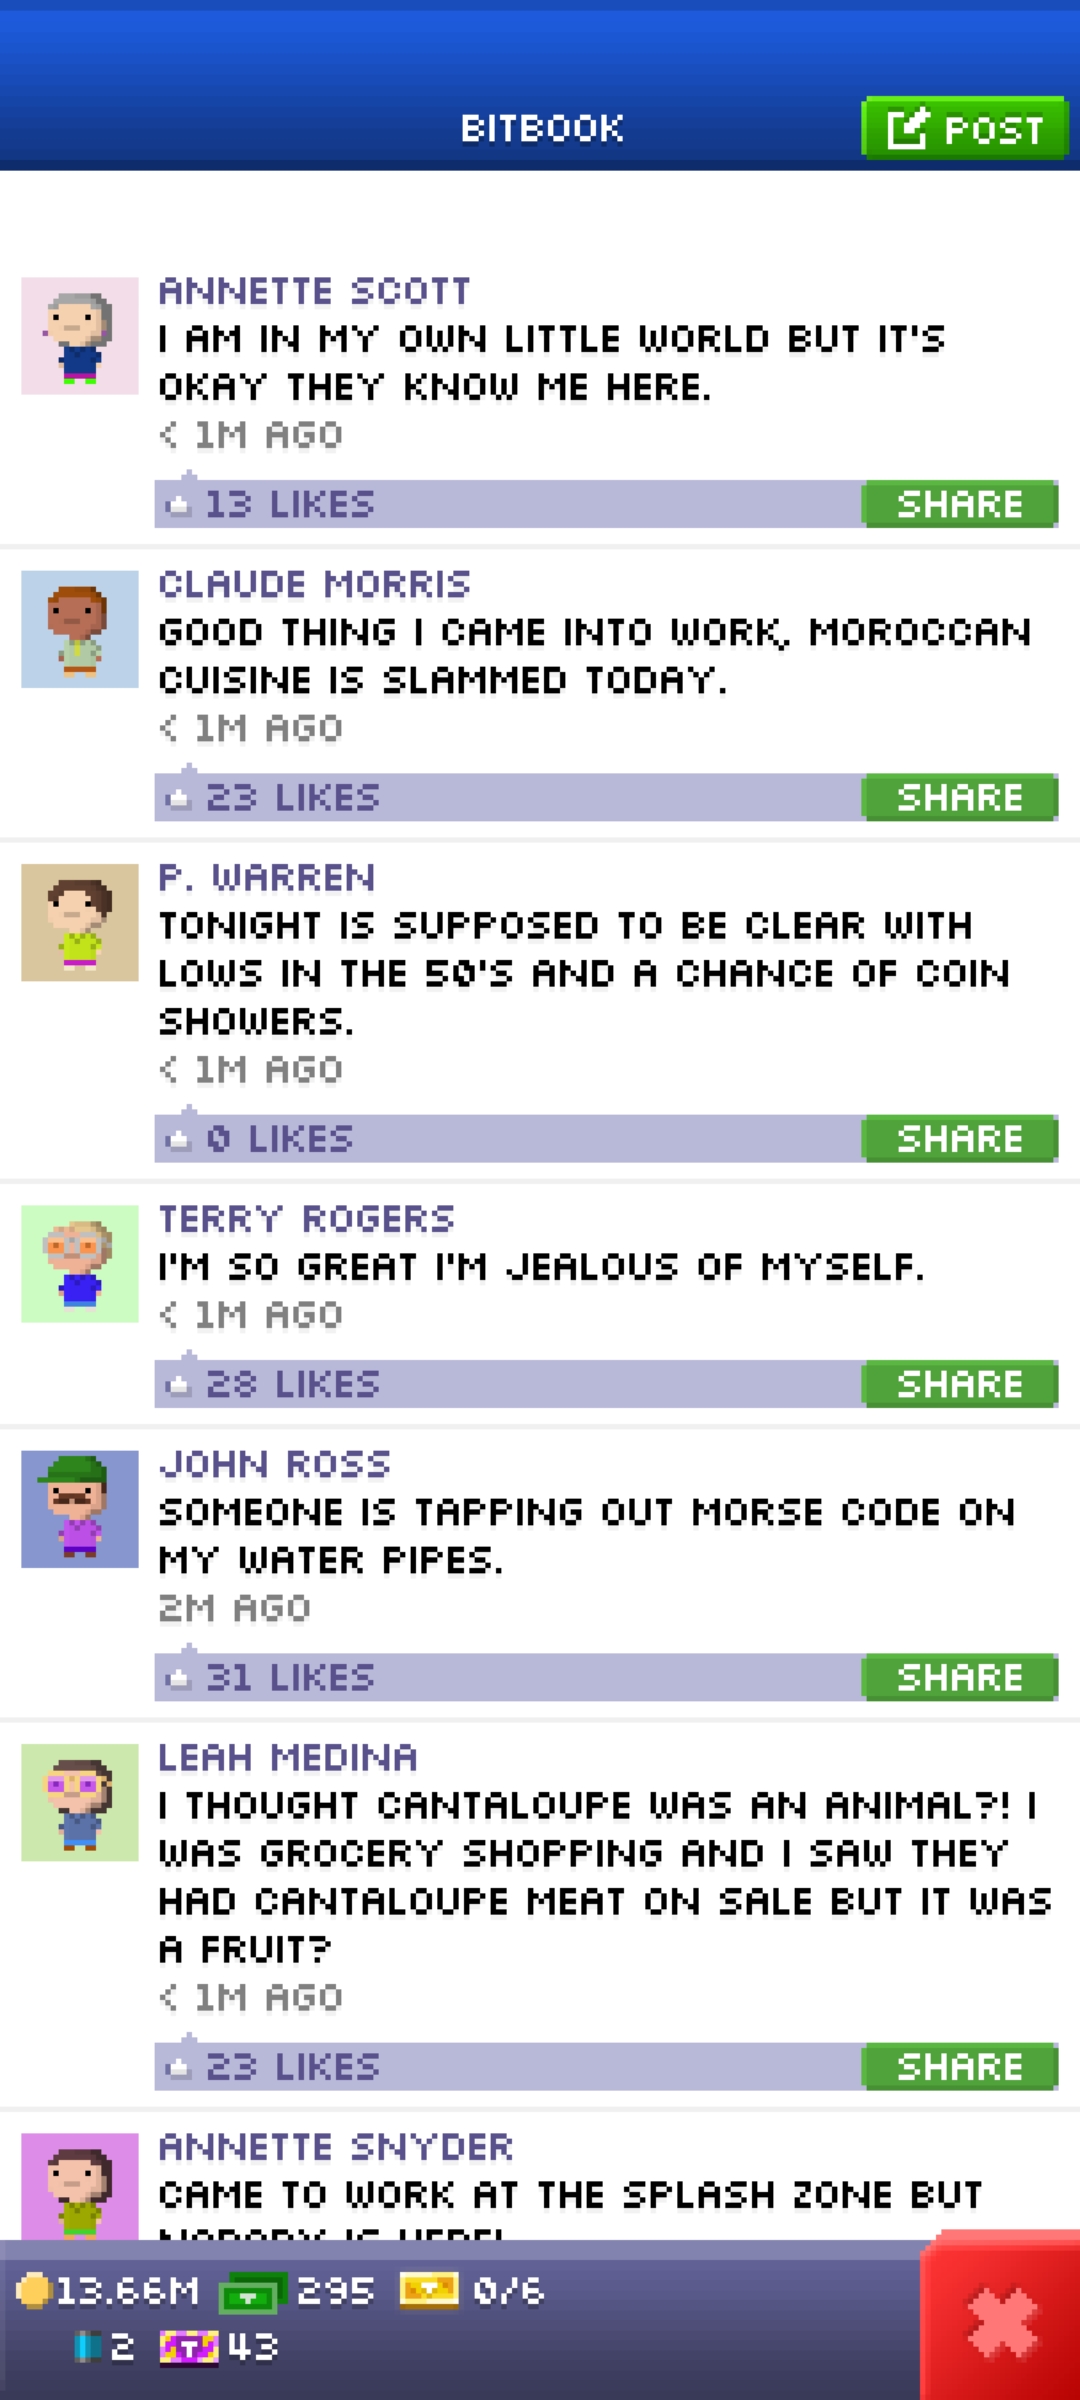 BITBOOK
POST
ANNETTE SCOTT
I AM IN MY OWN LITTLE WORLD BUT IT'S
OKAY THEY KNOW ME HERE.
< 1M AGO
13 LIKES
SHARE
CLAUDE MORRIS
GOOD THING I CAME INTO WORK, MOROCCAN
CUISINE IS SLAMMED TODAY.
< 1M AGO
23 LIKES
SHARE
P. WARREN
TONIGHT IS SUPPOSED TO BE CLEAR WITH
LOWS IN THE 50'S AND A CHANCE OF COIN
SHOWERS.
< 1M AGO
0 LIKES
SHARE
TERRY ROGERS
I'M SO GREAT I'M JEALOUS OF MYSELF.
< 1M AGO
28 LIKES
SHARE
JOHN ROSS
SOMEONE IS TAPPING OUT MORSE CODE ON
MY WATER PIPES.
2M AGO
31 LIKES
SHARE
LEAH MEDINA
I THOUGHT CANTALOUPE WAS AN ANIMAL?! I
WAS GROCERY SHOPPING AND I SAW THEY
HAD CANTALOUPE MEAT ON SALE BUT IT WAS
A FRUIT?
< 1M AGO
23 LIKES
SHARE
ANNETTE SNYDER
CAME TO WORK AT THE SPLASH ZONE BUT
NOBODY IS HERE!
13.66M 295 0/6
2 43